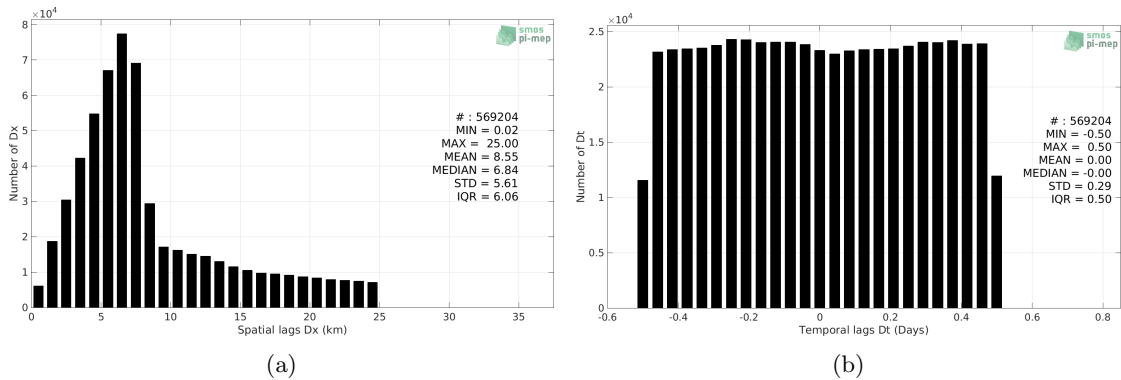 ×10⁴
8
7
6
5
4
3
2
1
0
Number of Dx
smos
pi-mep
# : 569204
MIN = 0.02
MAX = 25.00
MEAN = 8.55
MEDIAN = 6.84
STD = 5.61
IQR = 6.06
0 5 10 15 20 25 30 35
Spatial lags Dx (km)
(a)
×10⁴
2.5
2
1.5
1
0.5
0
Number of Dt
smos
pi-mep
# : 569204
MIN = -0.50
MAX = 0.50
MEAN = 0.00
MEDIAN = -0.00
STD = 0.29
IQR = 0.50
-0.6 -0.4 -0.2 0 0.2 0.4 0.6 0.8
Temporal lags Dt (Days)
(b)